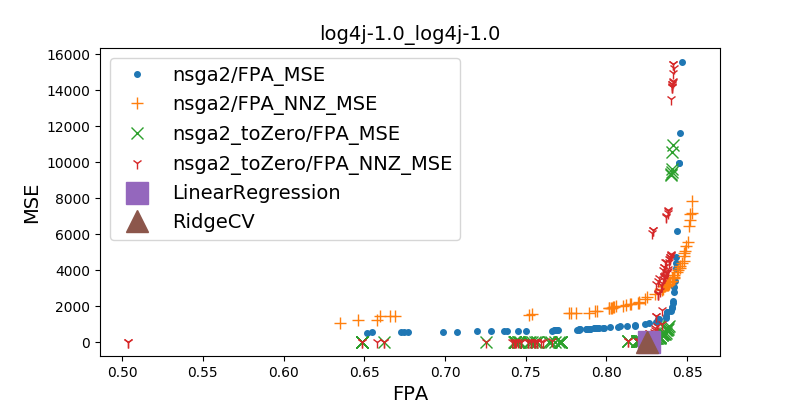 log4j-1.0_log4j-1.0
MSE
16000
14000
12000
10000
8000
6000
4000
2000
0
nsga2/FPA_MSE
nsga2/FPA_NNZ_MSE
nsga2_toZero/FPA_MSE
nsga2_toZero/FPA_NNZ_MSE
LinearRegression
RidgeCV
0.50 0.55 0.60 0.65 0.70 0.75 0.80 0.85
FPA